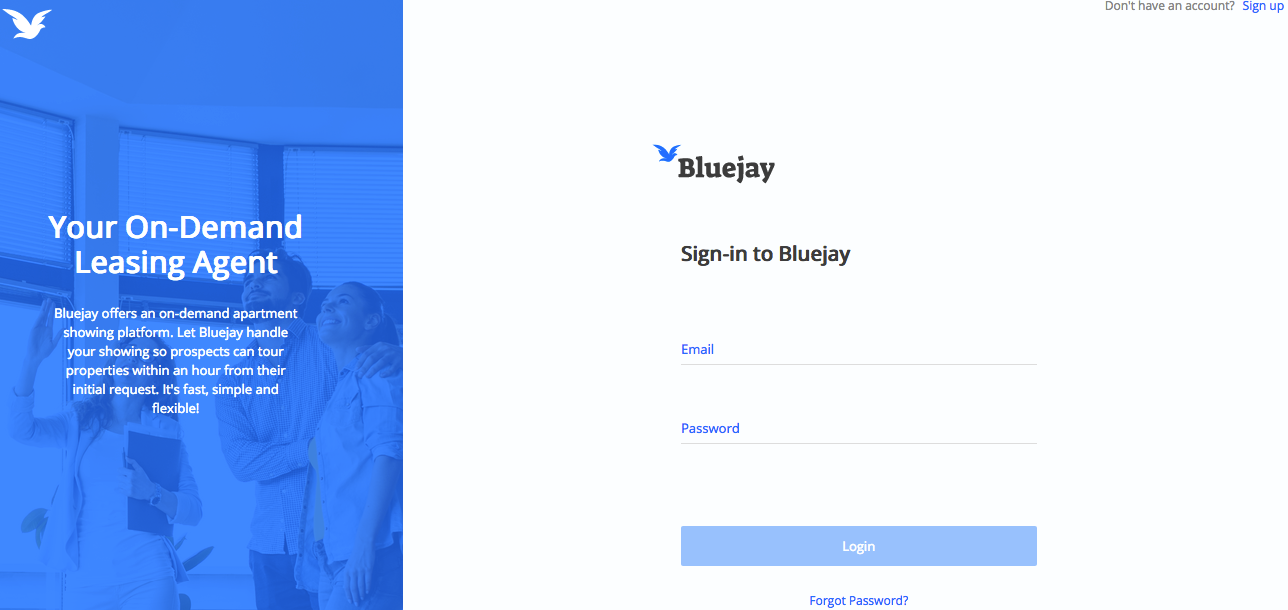 Don't have an account? Sign up
Your On-Demand
Leasing Agent
Bluejay offers an on-demand apartment
showing platform. Let Bluejay handle
your showing so prospects can tour
properties within an hour from their
initial request. It's fast, simple and
flexible!
Bluejay
Sign-in to Bluejay
Email
Password
Login
Forgot Password?